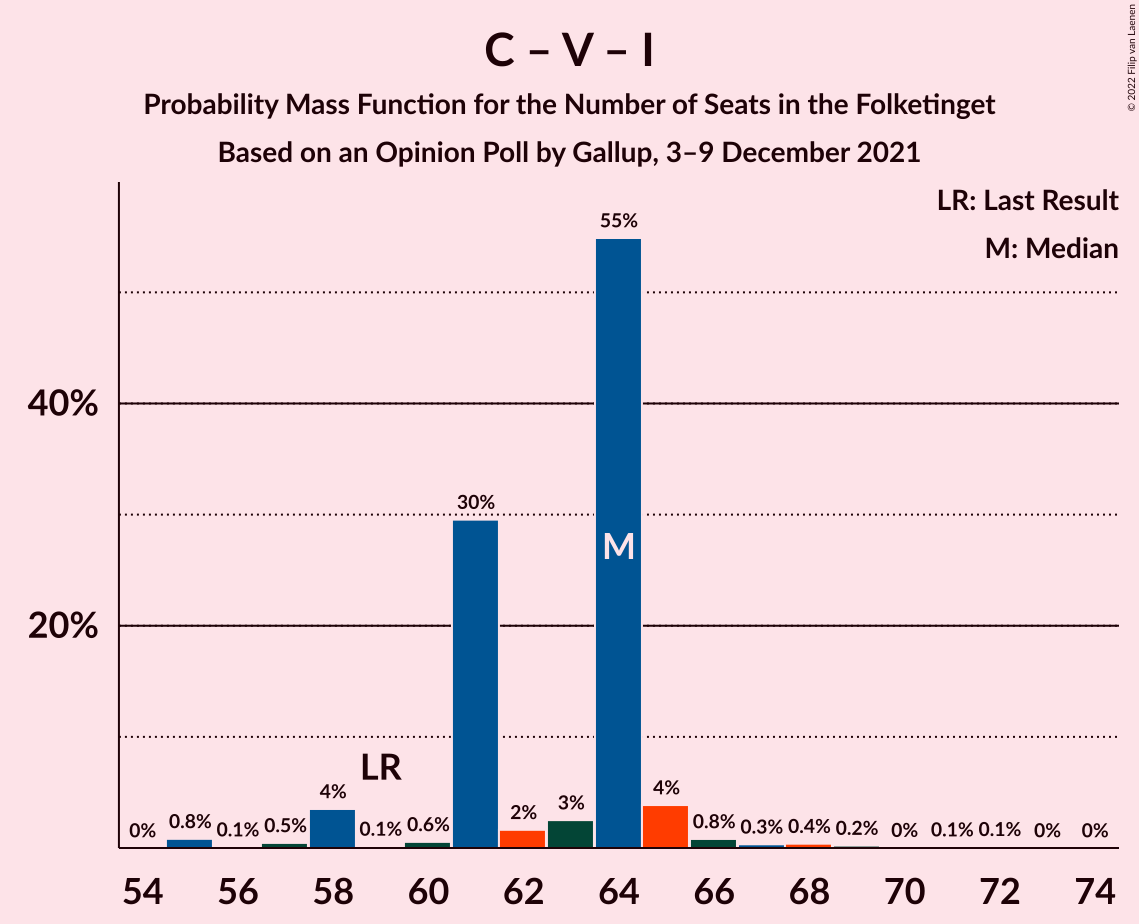 C – V – I
Probability Mass Function for the Number of Seats in the Folketinget
Based on an Opinion Poll by Gallup, 3–9 December 2021
© 2022 Filip van Laenen
LR: Last Result
M: Median
40%
20%
0%
0.8%
0.1%
0.5%
4%
LR
0.1%
0.6%
30%
2%
3%
55%
M
4%
0.8%
0.3%
0.4%
0.2%
0%
0.1%
0.1%
0%
0%
54 56 58 60 62 64 66 68 70 72 74